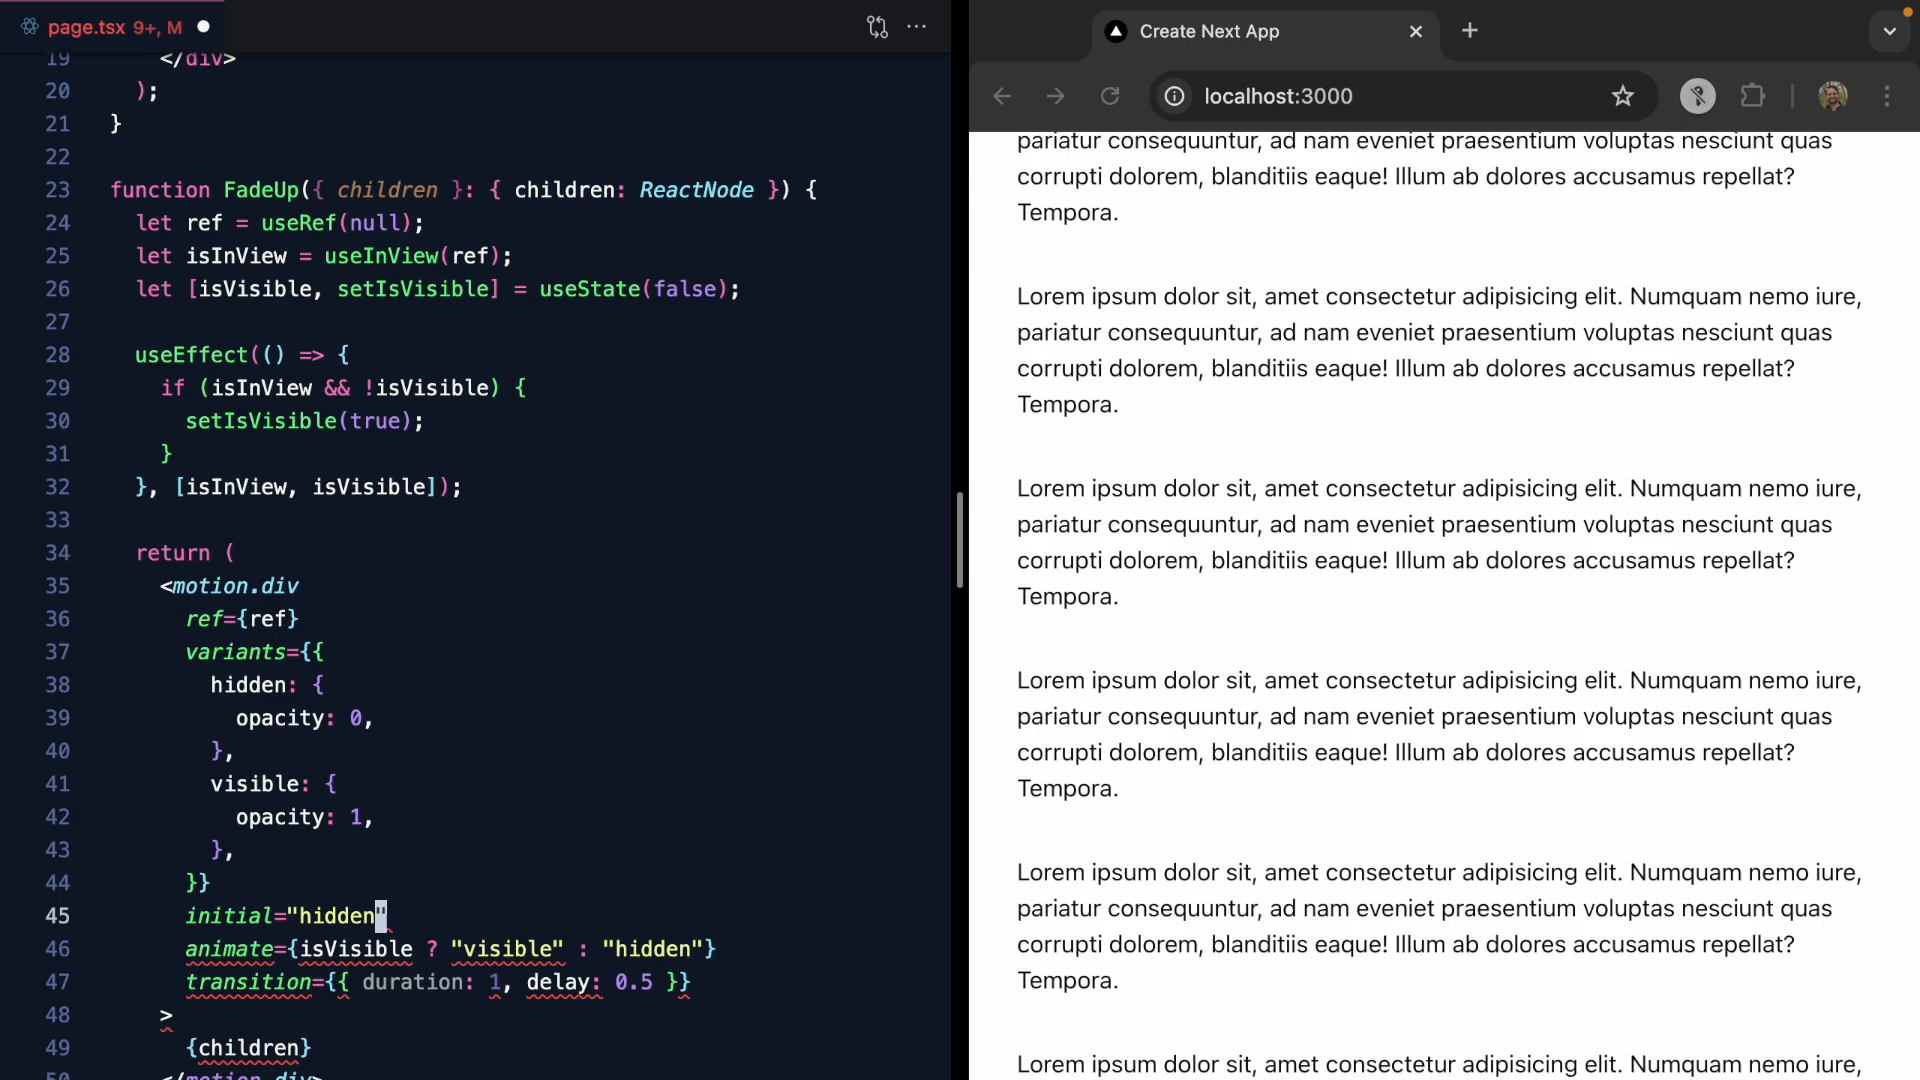 page.tsx 9+, M
19 </div>
20 );
21 }
22
23 function FadeUp({ children }: { children: ReactNode }) {
24 let ref = useRef(null);
25 let isInView = useInView(ref);
26 let [isVisible, setIsVisible] = useState(false);
27
28 useEffect(() => {
29 if (isInView && !isVisible) {
30 setIsVisible(true);
31 }
32 }, [isInView, isVisible]);
33
34 return (
35 <motion.div
36 ref={ref}
37 variants={{
38 hidden: {
39 opacity: 0,
40 },
41 visible: {
42 opacity: 1,
43 },
44 }}
45 initial="hidden"
46 animate={isVisible ? "visible" : "hidden"}
47 transition={{ duration: 1, delay: 0.5 }}
48 >
49 {children}
50 </motion.div>
Create Next App
localhost:3000
pariatur consequuntur, ad nam eveniet praesentium voluptas nesciunt quas
corrupti dolorem, blanditiis eaque! Illum ab dolores accusamus repellat?
Tempora.
Lorem ipsum dolor sit, amet consectetur adipisicing elit. Numquam nemo iure,
pariatur consequuntur, ad nam eveniet praesentium voluptas nesciunt quas
corrupti dolorem, blanditiis eaque! Illum ab dolores accusamus repellat?
Tempora.
Lorem ipsum dolor sit, amet consectetur adipisicing elit. Numquam nemo iure,
pariatur consequuntur, ad nam eveniet praesentium voluptas nesciunt quas
corrupti dolorem, blanditiis eaque! Illum ab dolores accusamus repellat?
Tempora.
Lorem ipsum dolor sit, amet consectetur adipisicing elit. Numquam nemo iure,
pariatur consequuntur, ad nam eveniet praesentium voluptas nesciunt quas
corrupti dolorem, blanditiis eaque! Illum ab dolores accusamus repellat?
Tempora.
Lorem ipsum dolor sit, amet consectetur adipisicing elit. Numquam nemo iure,
pariatur consequuntur, ad nam eveniet praesentium voluptas nesciunt quas
corrupti dolorem, blanditiis eaque! Illum ab dolores accusamus repellat?
Tempora.
Lorem ipsum dolor sit, amet consectetur adipisicing elit. Numquam nemo iure,